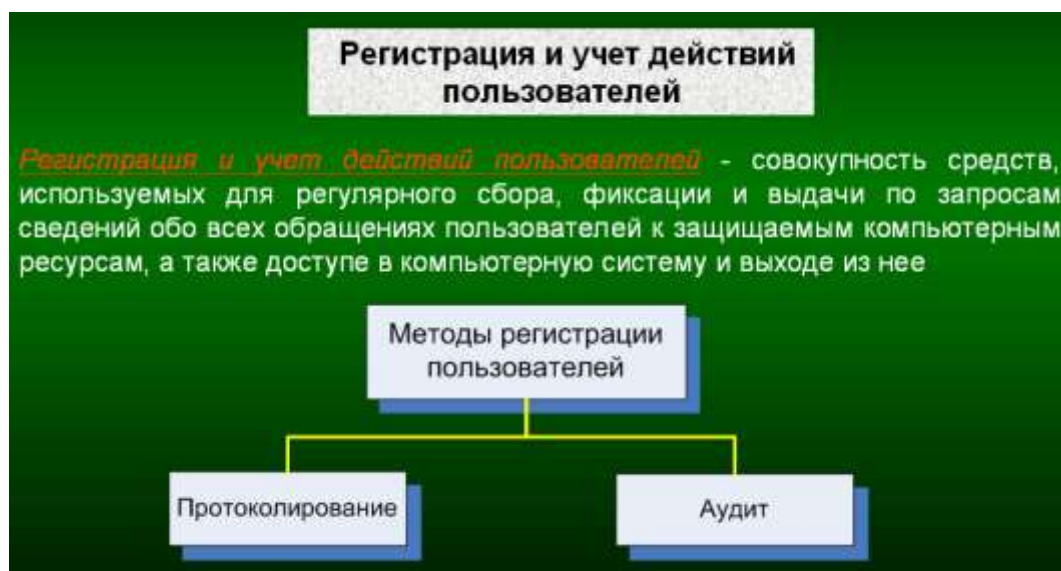 Регистрация и учет действий
пользователей
Регистрация и учет действий пользователей - совокупность средств,
используемых для регулярного сбора, фиксации и выдачи по запросам
сведений обо всех обращениях пользователей к защищаемым компьютерным
ресурсам, а также доступе в компьютерную систему и выходе из нее
Методы регистрации
пользователей
Протоколирование
Аудит